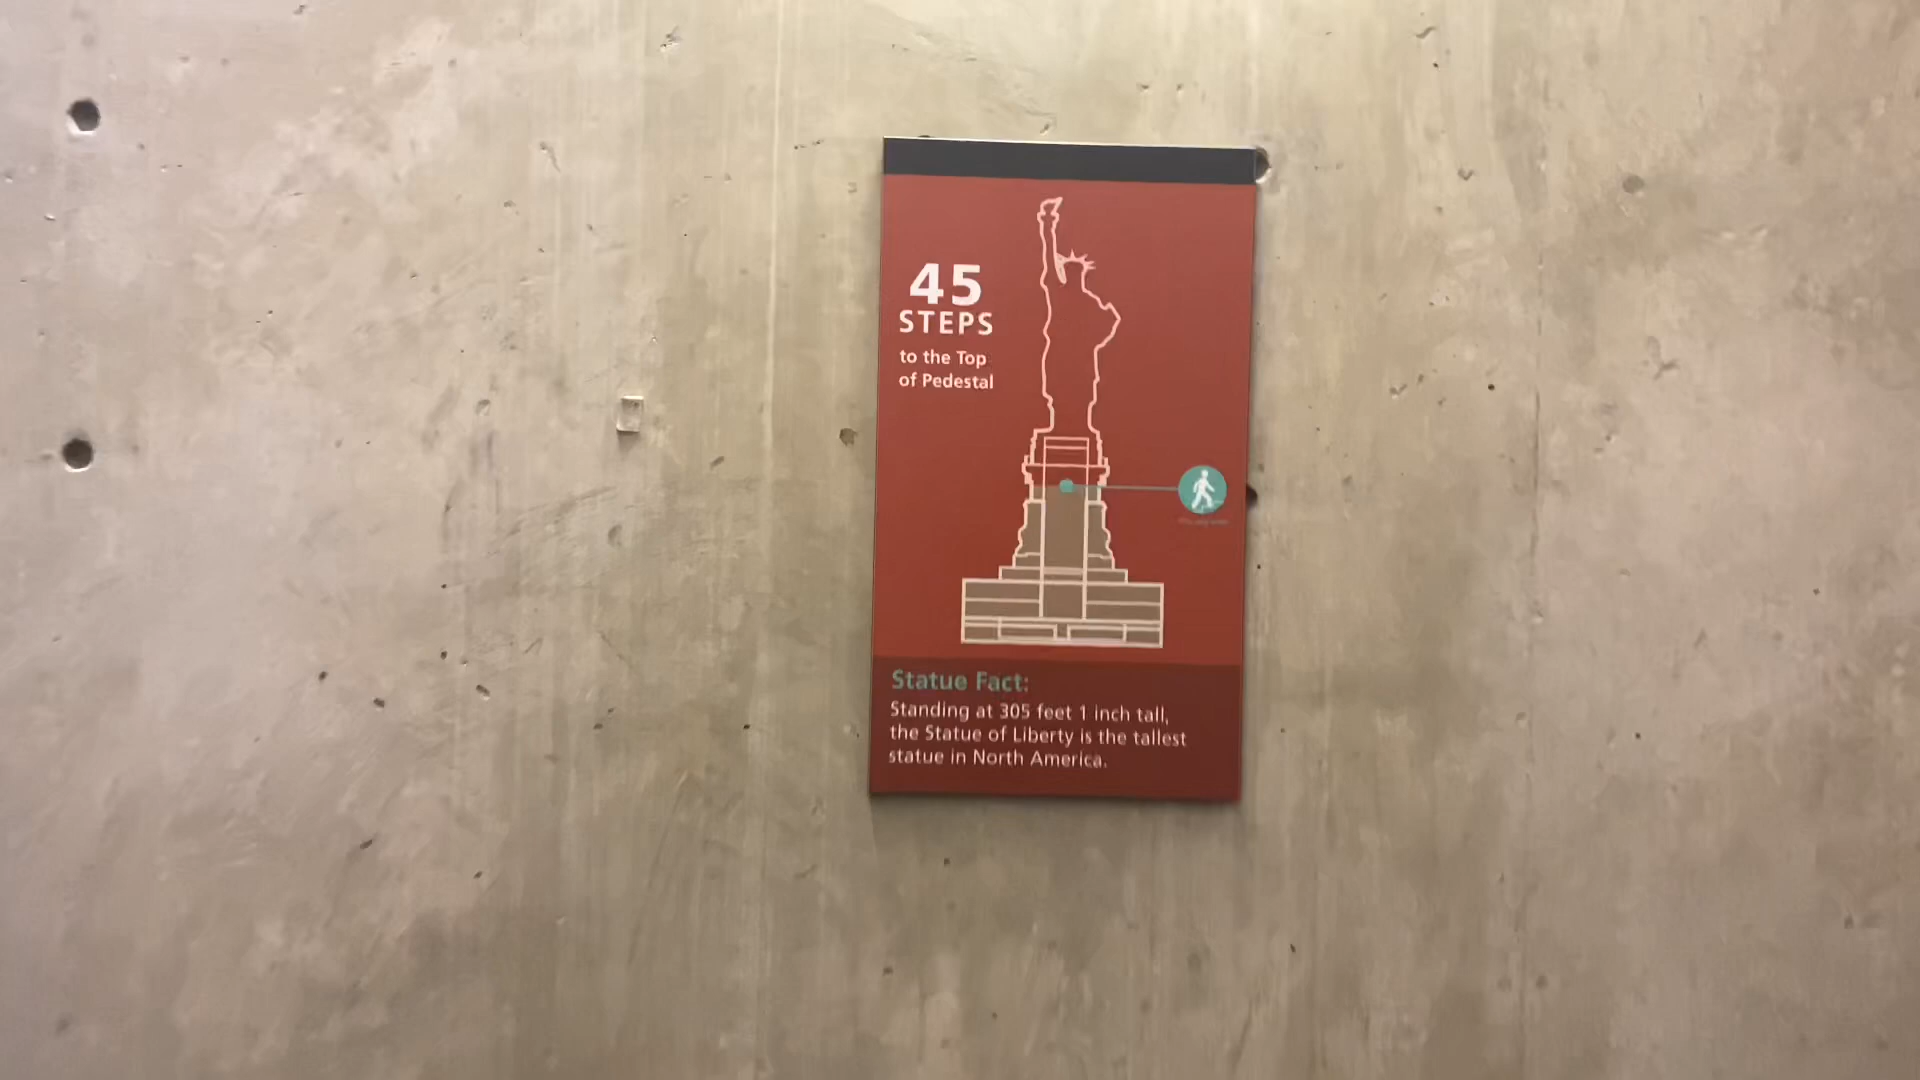 45
STEPS
to the Top
of Pedestal
Statue Fact:
Standing at 305 feet 1 inch tall,
the Statue of Liberty is the tallest
statue in North America.